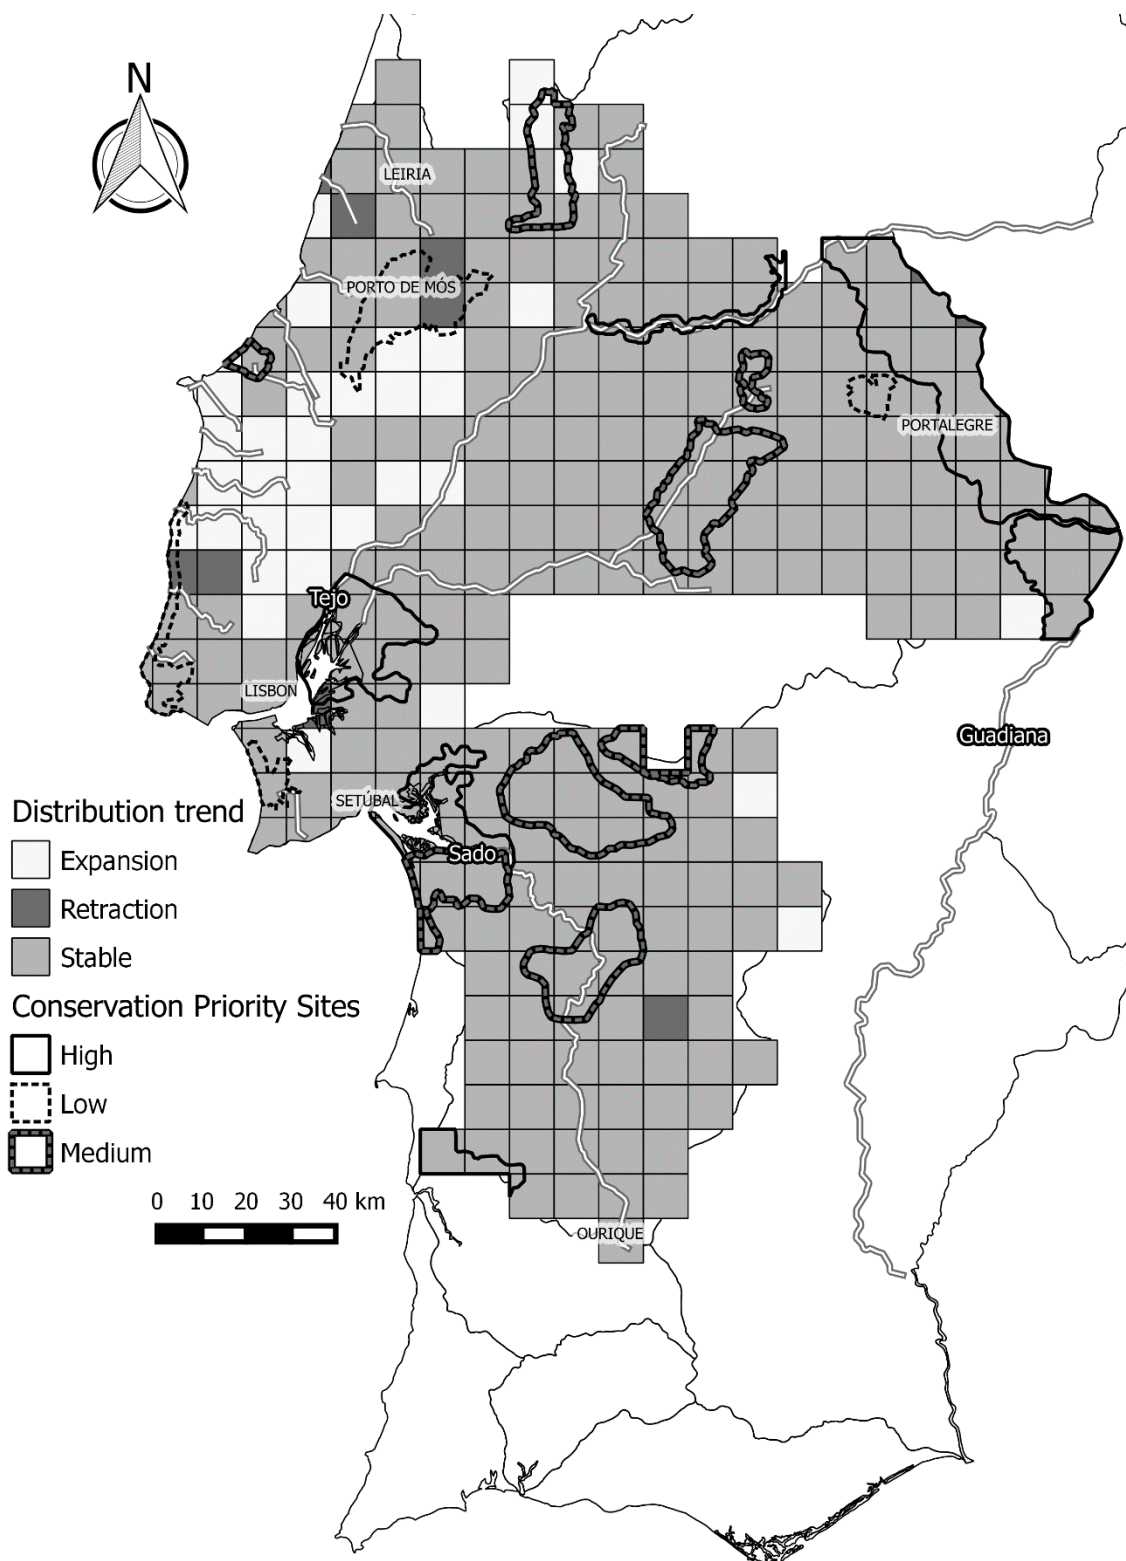 N
LEIRIA
PORTO DE MÓS
PORTALEGRE
Tejo
LISBON
Guadiana
SETÚBAL
Sado
Distribution trend
Expansion
Retraction
Stable
Conservation Priority Sites
High
Low
Medium
0 10 20 30 40 km
OURIQUE